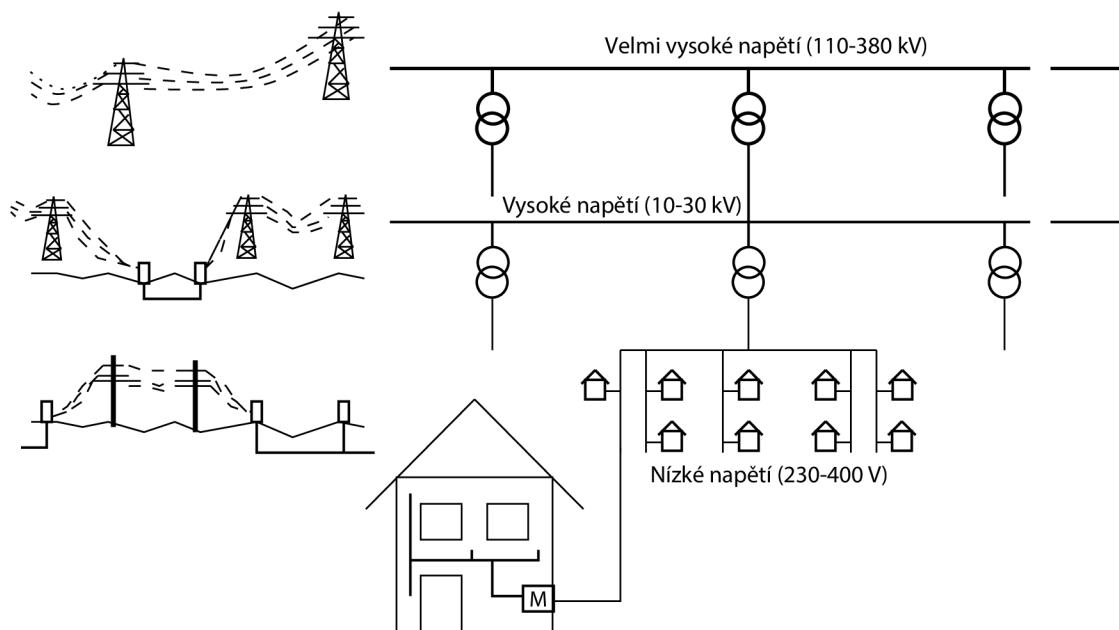 Velmi vysoké napětí (110-380 kV)
Vysoké napětí (10-30 kV)
Nízké napětí (230-400 V)
M